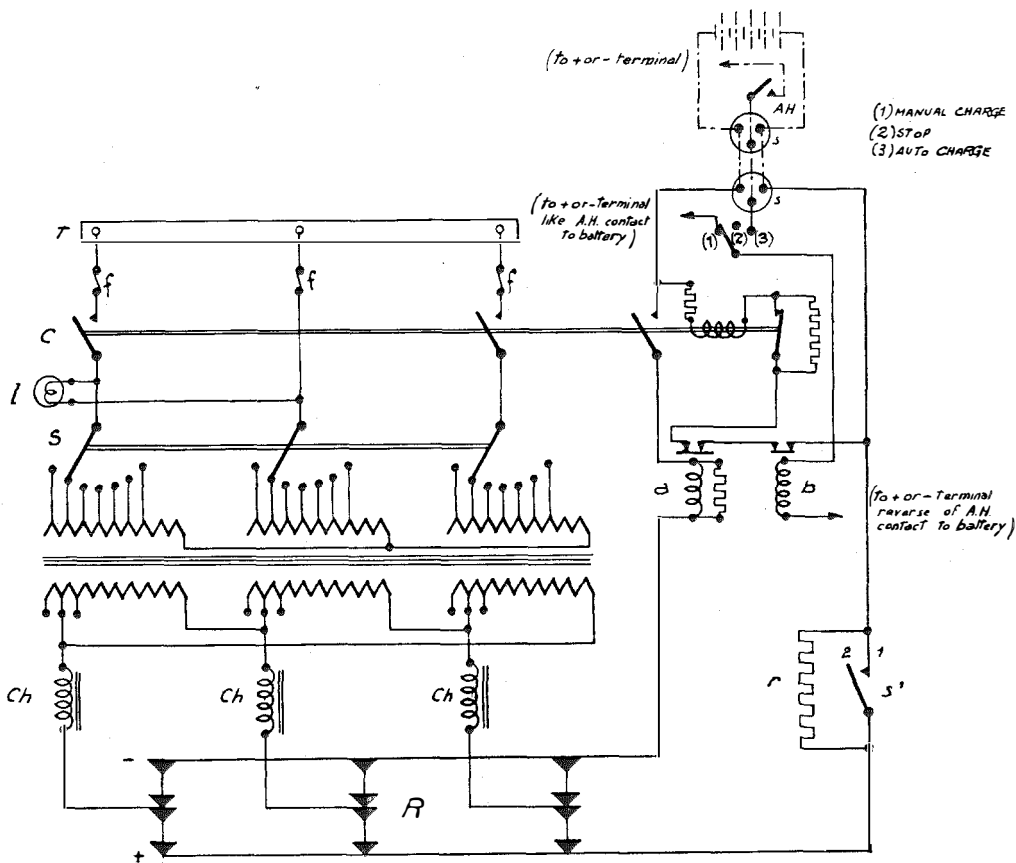 (to + or - terminal)
AH
s
(1) MANUAL CHARGE
(2) STOP
(3) AUTO CHARGE
s
(to + or - Terminal
like A.H. contact
to battery)
(1)
(2)
(3)
T
f
f
f
C
l
S
a
b
(to + or - Terminal
reverse of A.H.
contact to battery)
Ch
Ch
Ch
r
2
1
s'
-
R
+